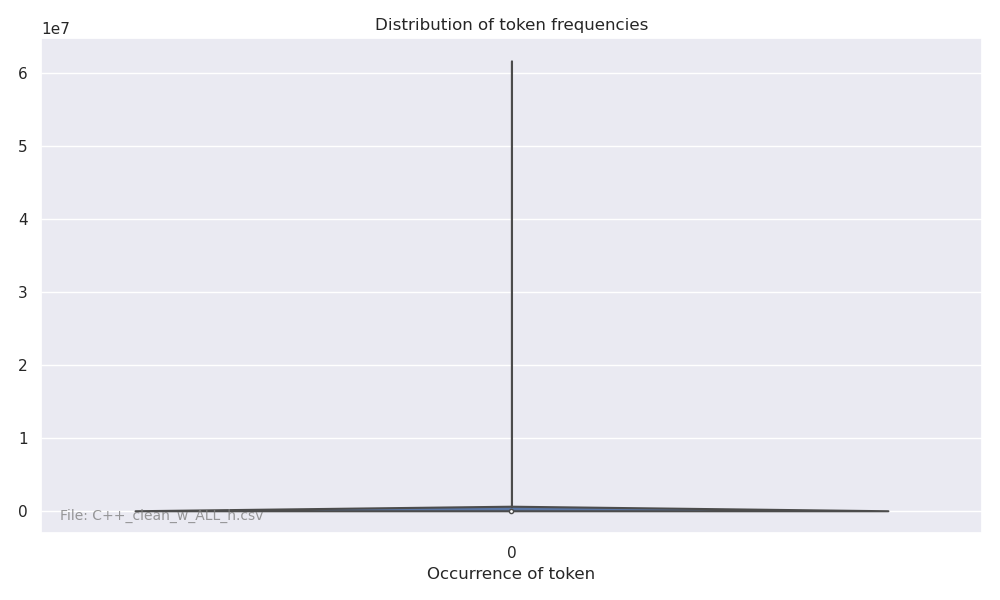 Distribution of token frequencies
1e7
6
5
4
3
2
1
0
File: C++_clean_w_ALL_n.csv
0
Occurrence of token